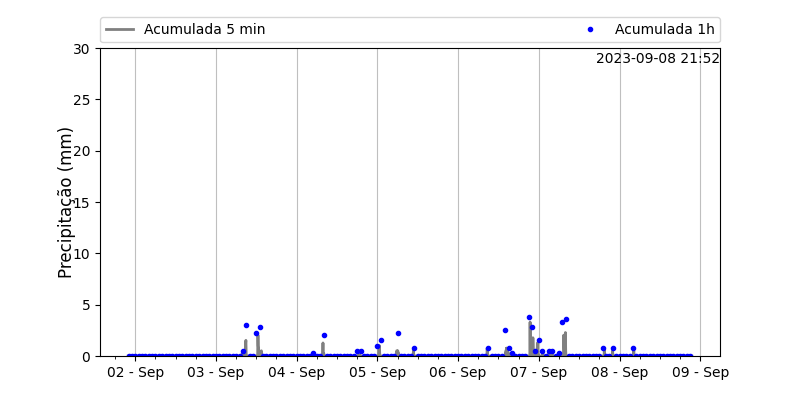 Acumulada 5 min
Acumulada 1h
2023-09-08 21:52
Precipitação (mm)
30
25
20
15
10
5
0
02 - Sep
03 - Sep
04 - Sep
05 - Sep
06 - Sep
07 - Sep
08 - Sep
09 - Sep